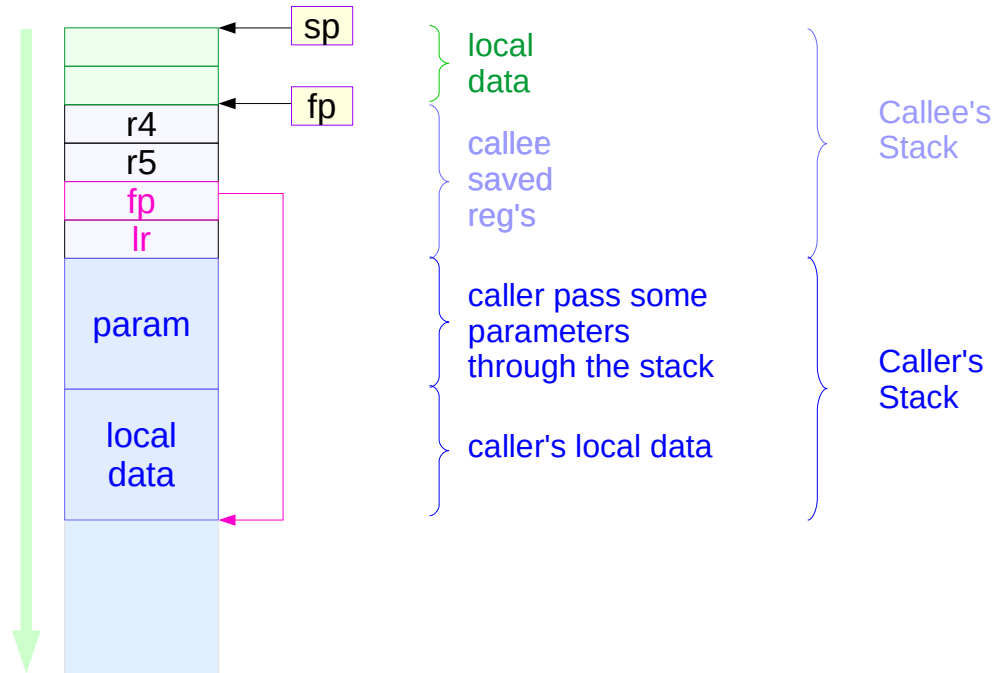 sp
fp
r4
r5
fp
lr
param
local
data
local
data
callee
saved
reg's
caller pass some
parameters
through the stack
caller's local data
Callee's
Stack
Caller's
Stack